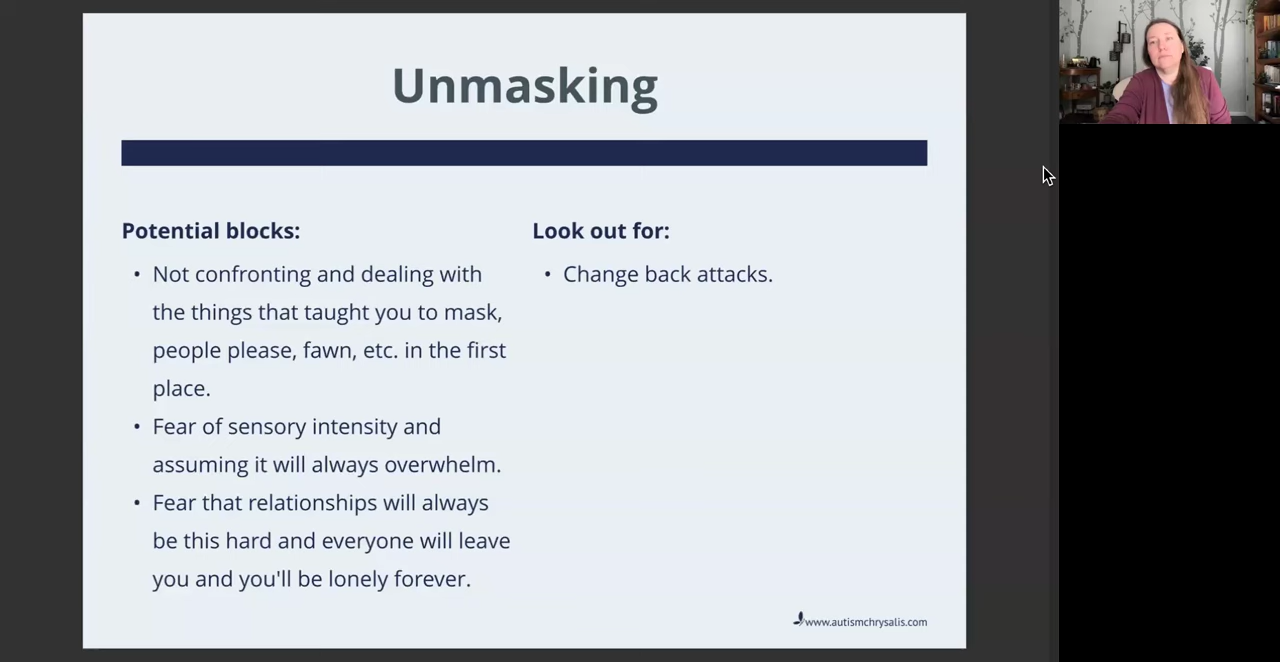 Unmasking
Potential blocks:
• Not confronting and dealing with
the things that taught you to mask,
people please, fawn, etc. in the first
place.
• Fear of sensory intensity and
assuming it will always overwhelm.
• Fear that relationships will always
be this hard and everyone will leave
you and you'll be lonely forever.
Look out for:
• Change back attacks.
www.autismchrysalis.com